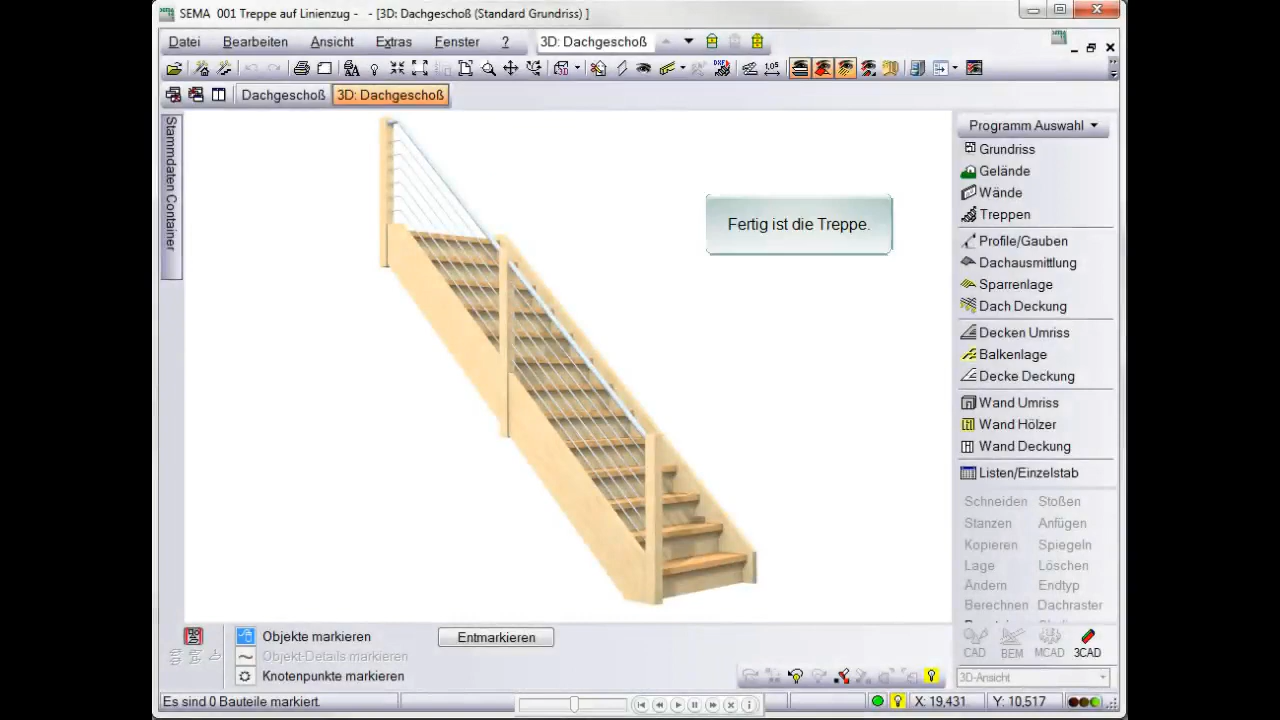 SEMA 001 Treppe auf Linienzug - - [3D: Dachgeschoß (Standard Grundriss) ]
Datei Bearbeiten Ansicht Extras Fenster ? 3D: Dachgeschoß
DXF 1,05
Dachgeschoß 3D: Dachgeschoß
Stammdaten Container
Programm Auswahl
Grundriss
Gelände
Wände
Treppen
Profile/Gauben
Dachausmittlung
Sparrenlage
Dach Deckung
Decken Umriss
Balkenlage
Decke Deckung
Wand Umriss
Wand Hölzer
Wand Deckung
Listen/Einzelstab
Fertig ist die Treppe.
Schneiden Stoßen
Stanzen Anfügen
Kopieren Spiegeln
Lage Löschen
Ändern Endtyp
Berechnen Dachraster
CAD BEM MCAD 3CAD
3D-Ansicht
Objekte markieren Entmarkieren
Objekt-Details markieren
Knotenpunkte markieren
Es sind 0 Bauteile markiert. X: 19,431 Y: 10,517